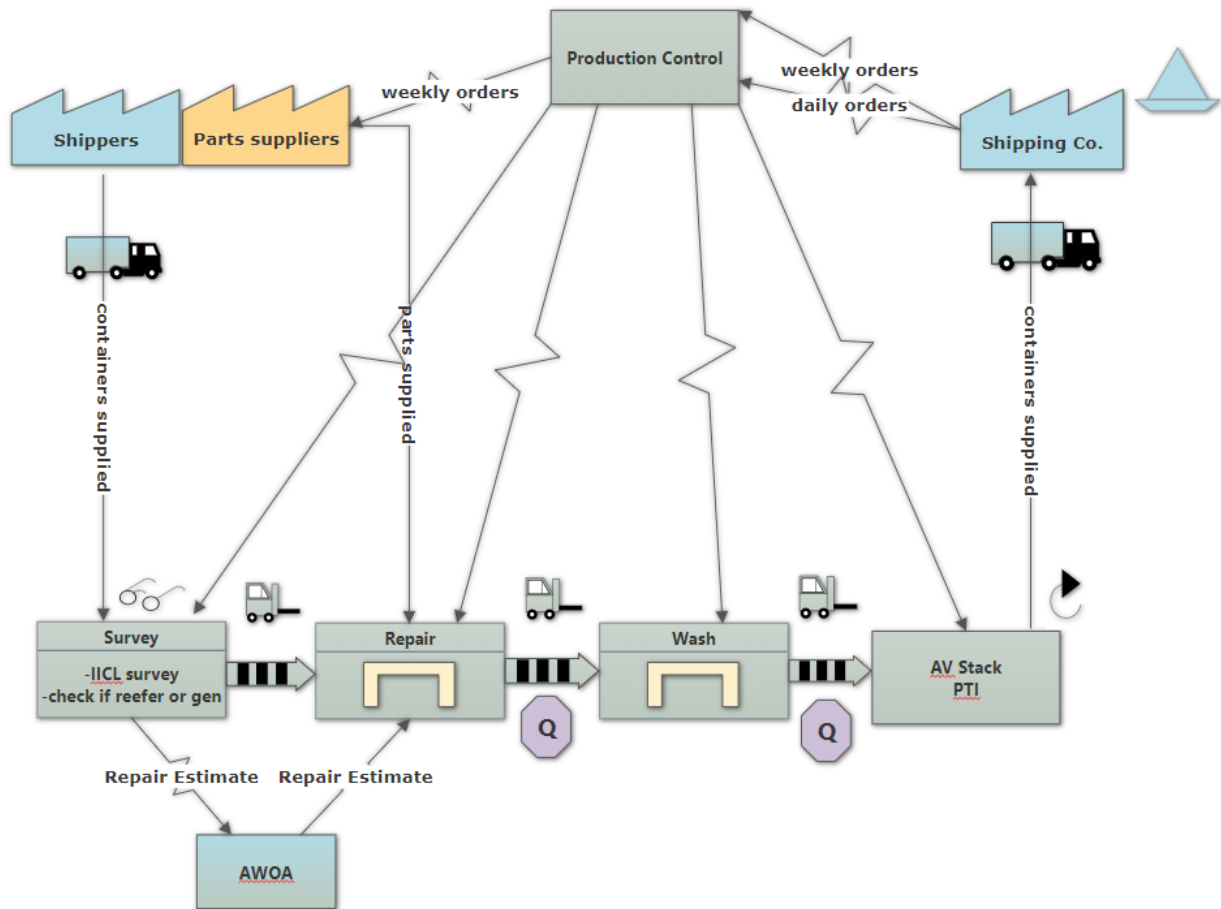 Production Control
weekly orders
weekly orders
daily orders
Shippers
Parts suppliers
Shipping Co.
containers supplied
parts supplied
containers supplied
Survey
-IICL survey
-check if reefer or gen
Repair
Wash
AV Stack
PTI
Q
Q
Repair Estimate
Repair Estimate
AWOA